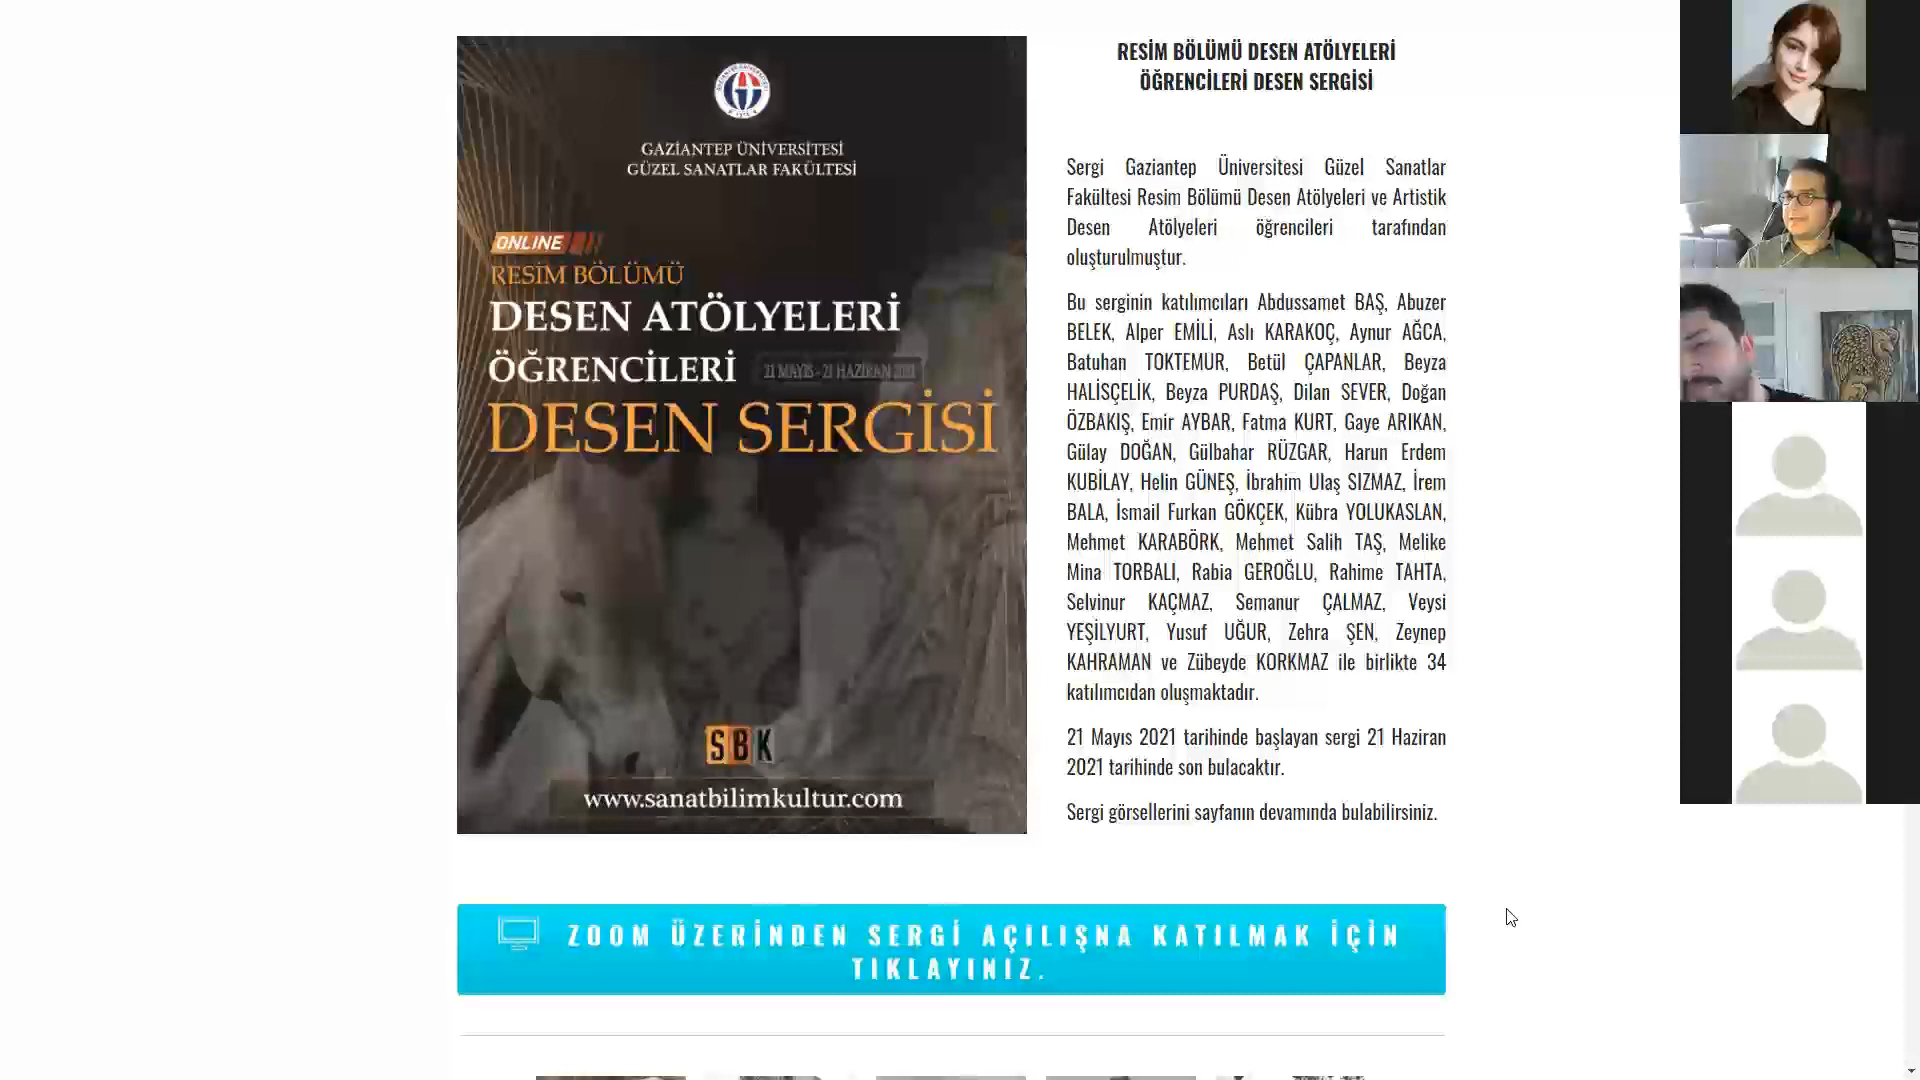 GAZİANTEP ÜNİVERSİTESİ
GÜZEL SANATLAR FAKÜLTESİ
ONLINE
RESİM BÖLÜMÜ
DESEN ATÖLYELERİ
ÖĞRENCİLERİ
21 MAYIS - 21 HAZİRAN 2021
DESEN SERGİSİ
SBK
www.sanatbilimkultur.com
RESİM BÖLÜMÜ DESEN ATÖLYELERİ
ÖĞRENCİLERİ DESEN SERGİSİ
Sergi Gaziantep Üniversitesi Güzel Sanatlar
Fakültesi Resim Bölümü Desen Atölyeleri ve Artistik
Desen Atölyeleri öğrencileri tarafından
oluşturulmuştur.
Bu serginin katılımcıları Abdussamet BAŞ, Abuzer
BELEK, Alper EMİLİ, Aslı KARAKOÇ, Aynur AĞCA,
Batuhan TOKTEMUR, Betül ÇAPANLAR, Beyza
HALİSÇELİK, Beyza PURDAŞ, Dilan SEVER, Doğan
ÖZBAKIŞ, Emir AYBAR, Fatma KURT, Gaye ARIKAN,
Gülay DOĞAN, Gülbahar RÜZGAR, Harun Erdem
KUBİLAY, Helin GÜNEŞ, İbrahim Ulaş SIZMAZ, İrem
BALA, İsmail Furkan GÖKÇEK, Kübra YOLUKASLAN,
Mehmet KARABÖRK, Mehmet Salih TAŞ, Melike
Mina TORBALI, Rabia GEROĞLU, Rahime TAHTA,
Selvinur KAÇMAZ, Semanur ÇALMAZ, Veysi
YEŞİLYURT, Yusuf UĞUR, Zehra ŞEN, Zeynep
KAHRAMAN ve Zübeyde KORKMAZ ile birlikte 34
katılımcıdan oluşmaktadır.
21 Mayıs 2021 tarihinde başlayan sergi 21 Haziran
2021 tarihinde son bulacaktır.
Sergi görsellerini sayfanın devamında bulabilirsiniz.
ZOOM ÜZERİNDEN SERGİ AÇILIŞNA KATILMAK İÇİN
TIKLAYINIZ.